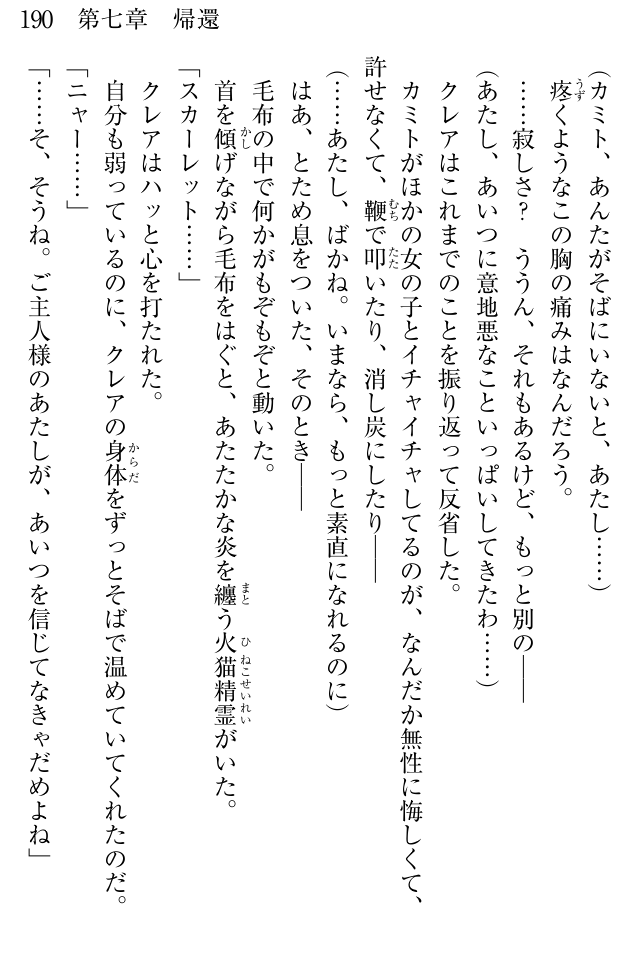 190 第七章 帰還
(カミト、あんたがそばにいないと、あたし……)
疼くようなこの胸の痛みはなんだろう。
……寂しさ? ううん、それもあるけど、もっと別の――
(あたし、あいつに意地悪なこといっぱいしてきたわ……)
クレアはこれまでのことを振り返って反省した。
カミトがほかの女の子とイチャイチャしてるのが、なんだか無性に悔しくて、
許せなくて、鞭で叩いたり、消し炭にしたり――
(……あたし、ばかね。いまなら、もっと素直になれるのに)
はあ、とため息をついた、そのとき――
毛布の中で何かがもぞもぞと動いた。
首を傾げながら毛布をはぐと、あたたかな炎を纏う火猫精霊がいた。
「スカーレット……」
クレアはハッと心を打たれた。
自分も弱っているのに、クレアの身体をずっとそばで温めていてくれたのだ。
「ニャー……」
「……そ、そうね。ご主人様のあたしが、あいつを信じてなきゃだめよね」